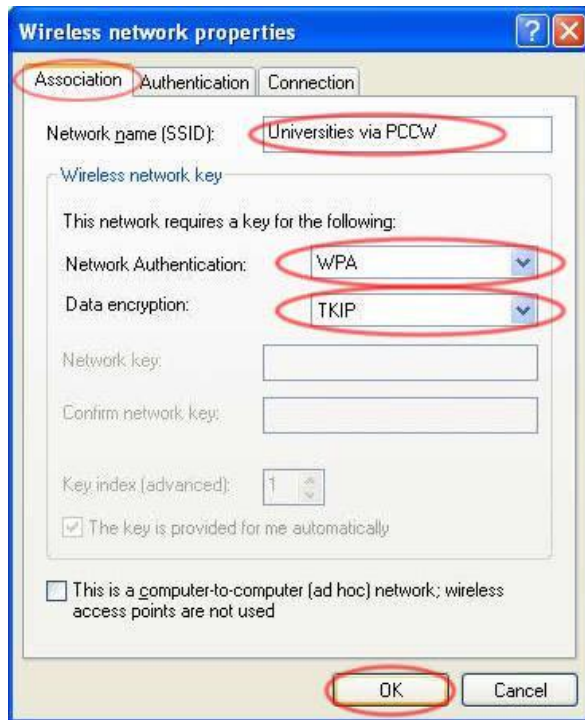 Wireless network properties
Association Authentication Connection
Network name (SSID): Universities via PCCW
Wireless network key
This network requires a key for the following:
Network Authentication: WPA
Data encryption: TKIP
Network key:
Confirm network key:
Key index (advanced): 1
The key is provided for me automatically
This is a computer-to-computer (ad hoc) network; wireless
access points are not used
OK Cancel